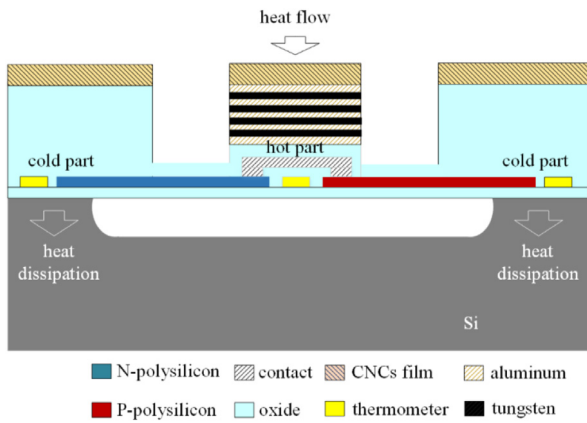 heat flow
hot part
cold part
cold part
heat
dissipation
heat
dissipation
Si
N-polysilicon
contact
CNCs film
aluminum
P-polysilicon
oxide
thermometer
tungsten